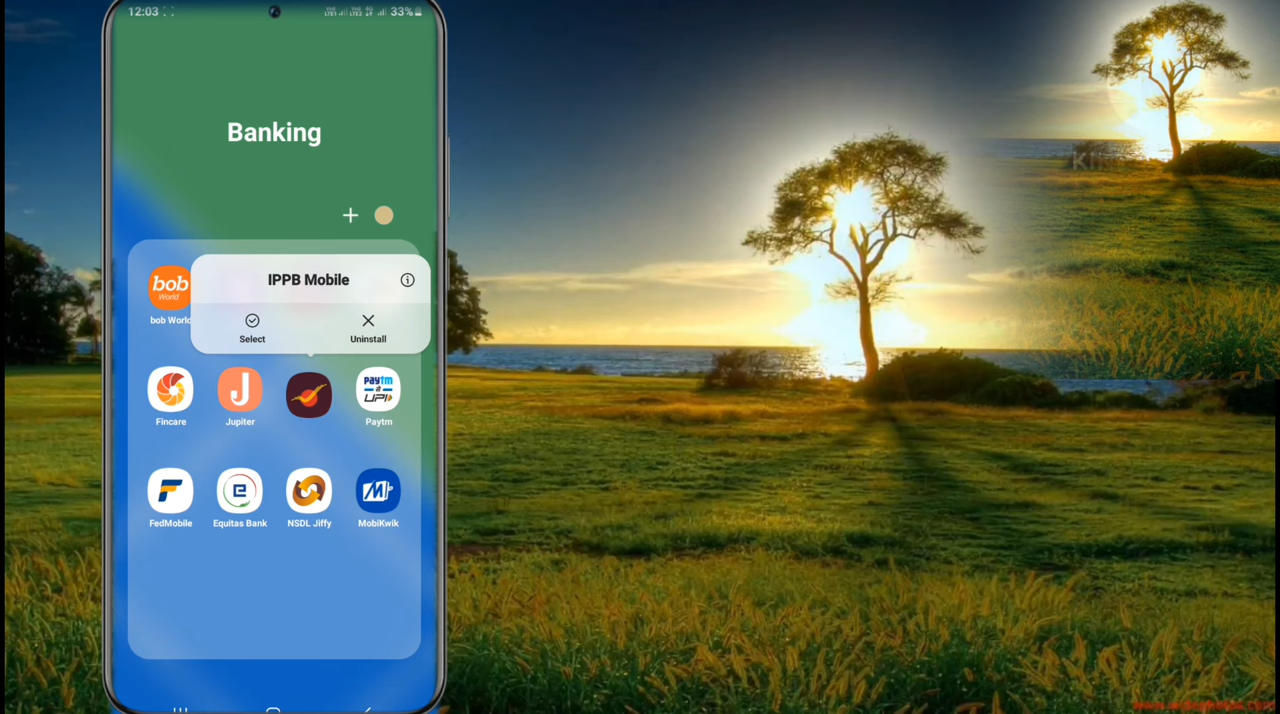 12:03
33%
Banking
bob
World
bob World
IPPB Mobile
Select
Uninstall
J
Paytm
UPI
Fincare
Jupiter
Paytm
FedMobile
Equitas Bank
NSDL Jiffy
MobiKwik